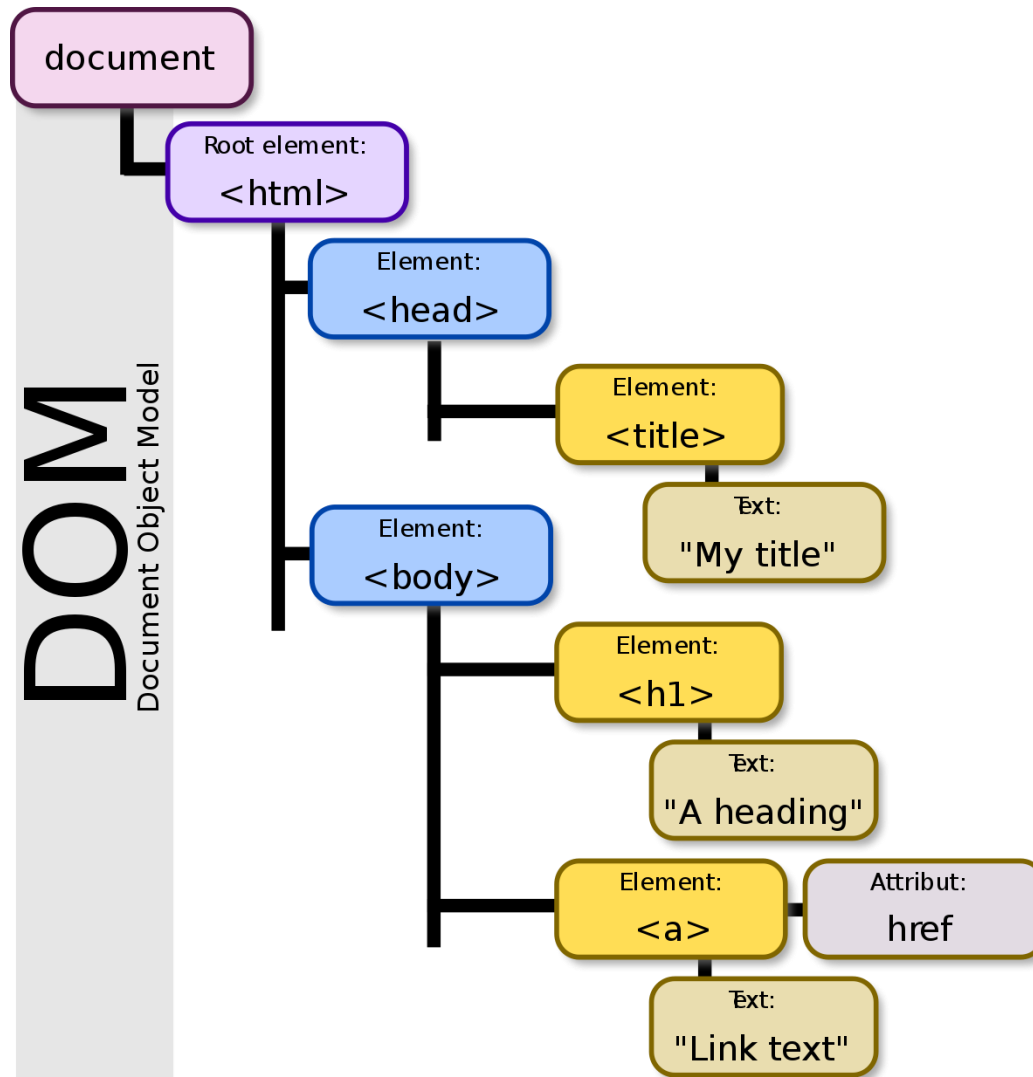 document
Root element:
<html>
Element:
<head>
Element:
<title>
Text:
"My title"
Element:
<body>
Element:
<h1>
Text:
"A heading"
Element:
<a>
Attribut:
href
Text:
"Link text"
DOM
Document Object Model